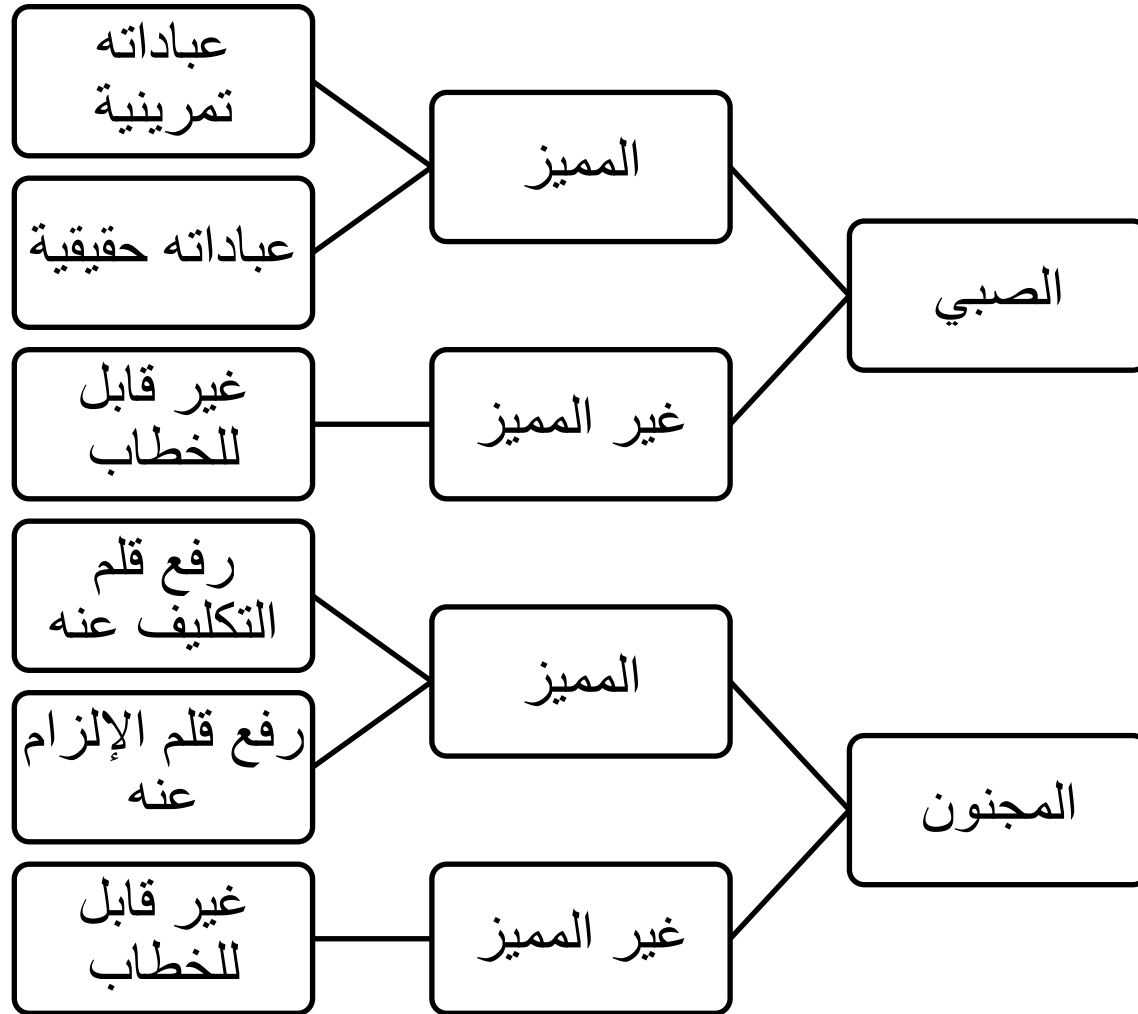 الصبي
المميز
عباداته
تمرينية
عباداته حقيقية
غير المميز
غير قابل
للخطاب
المجنون
المميز
رفع قلم
التكليف عنه
رفع قلم الإلزام
عنه
غير المميز
غير قابل
للخطاب